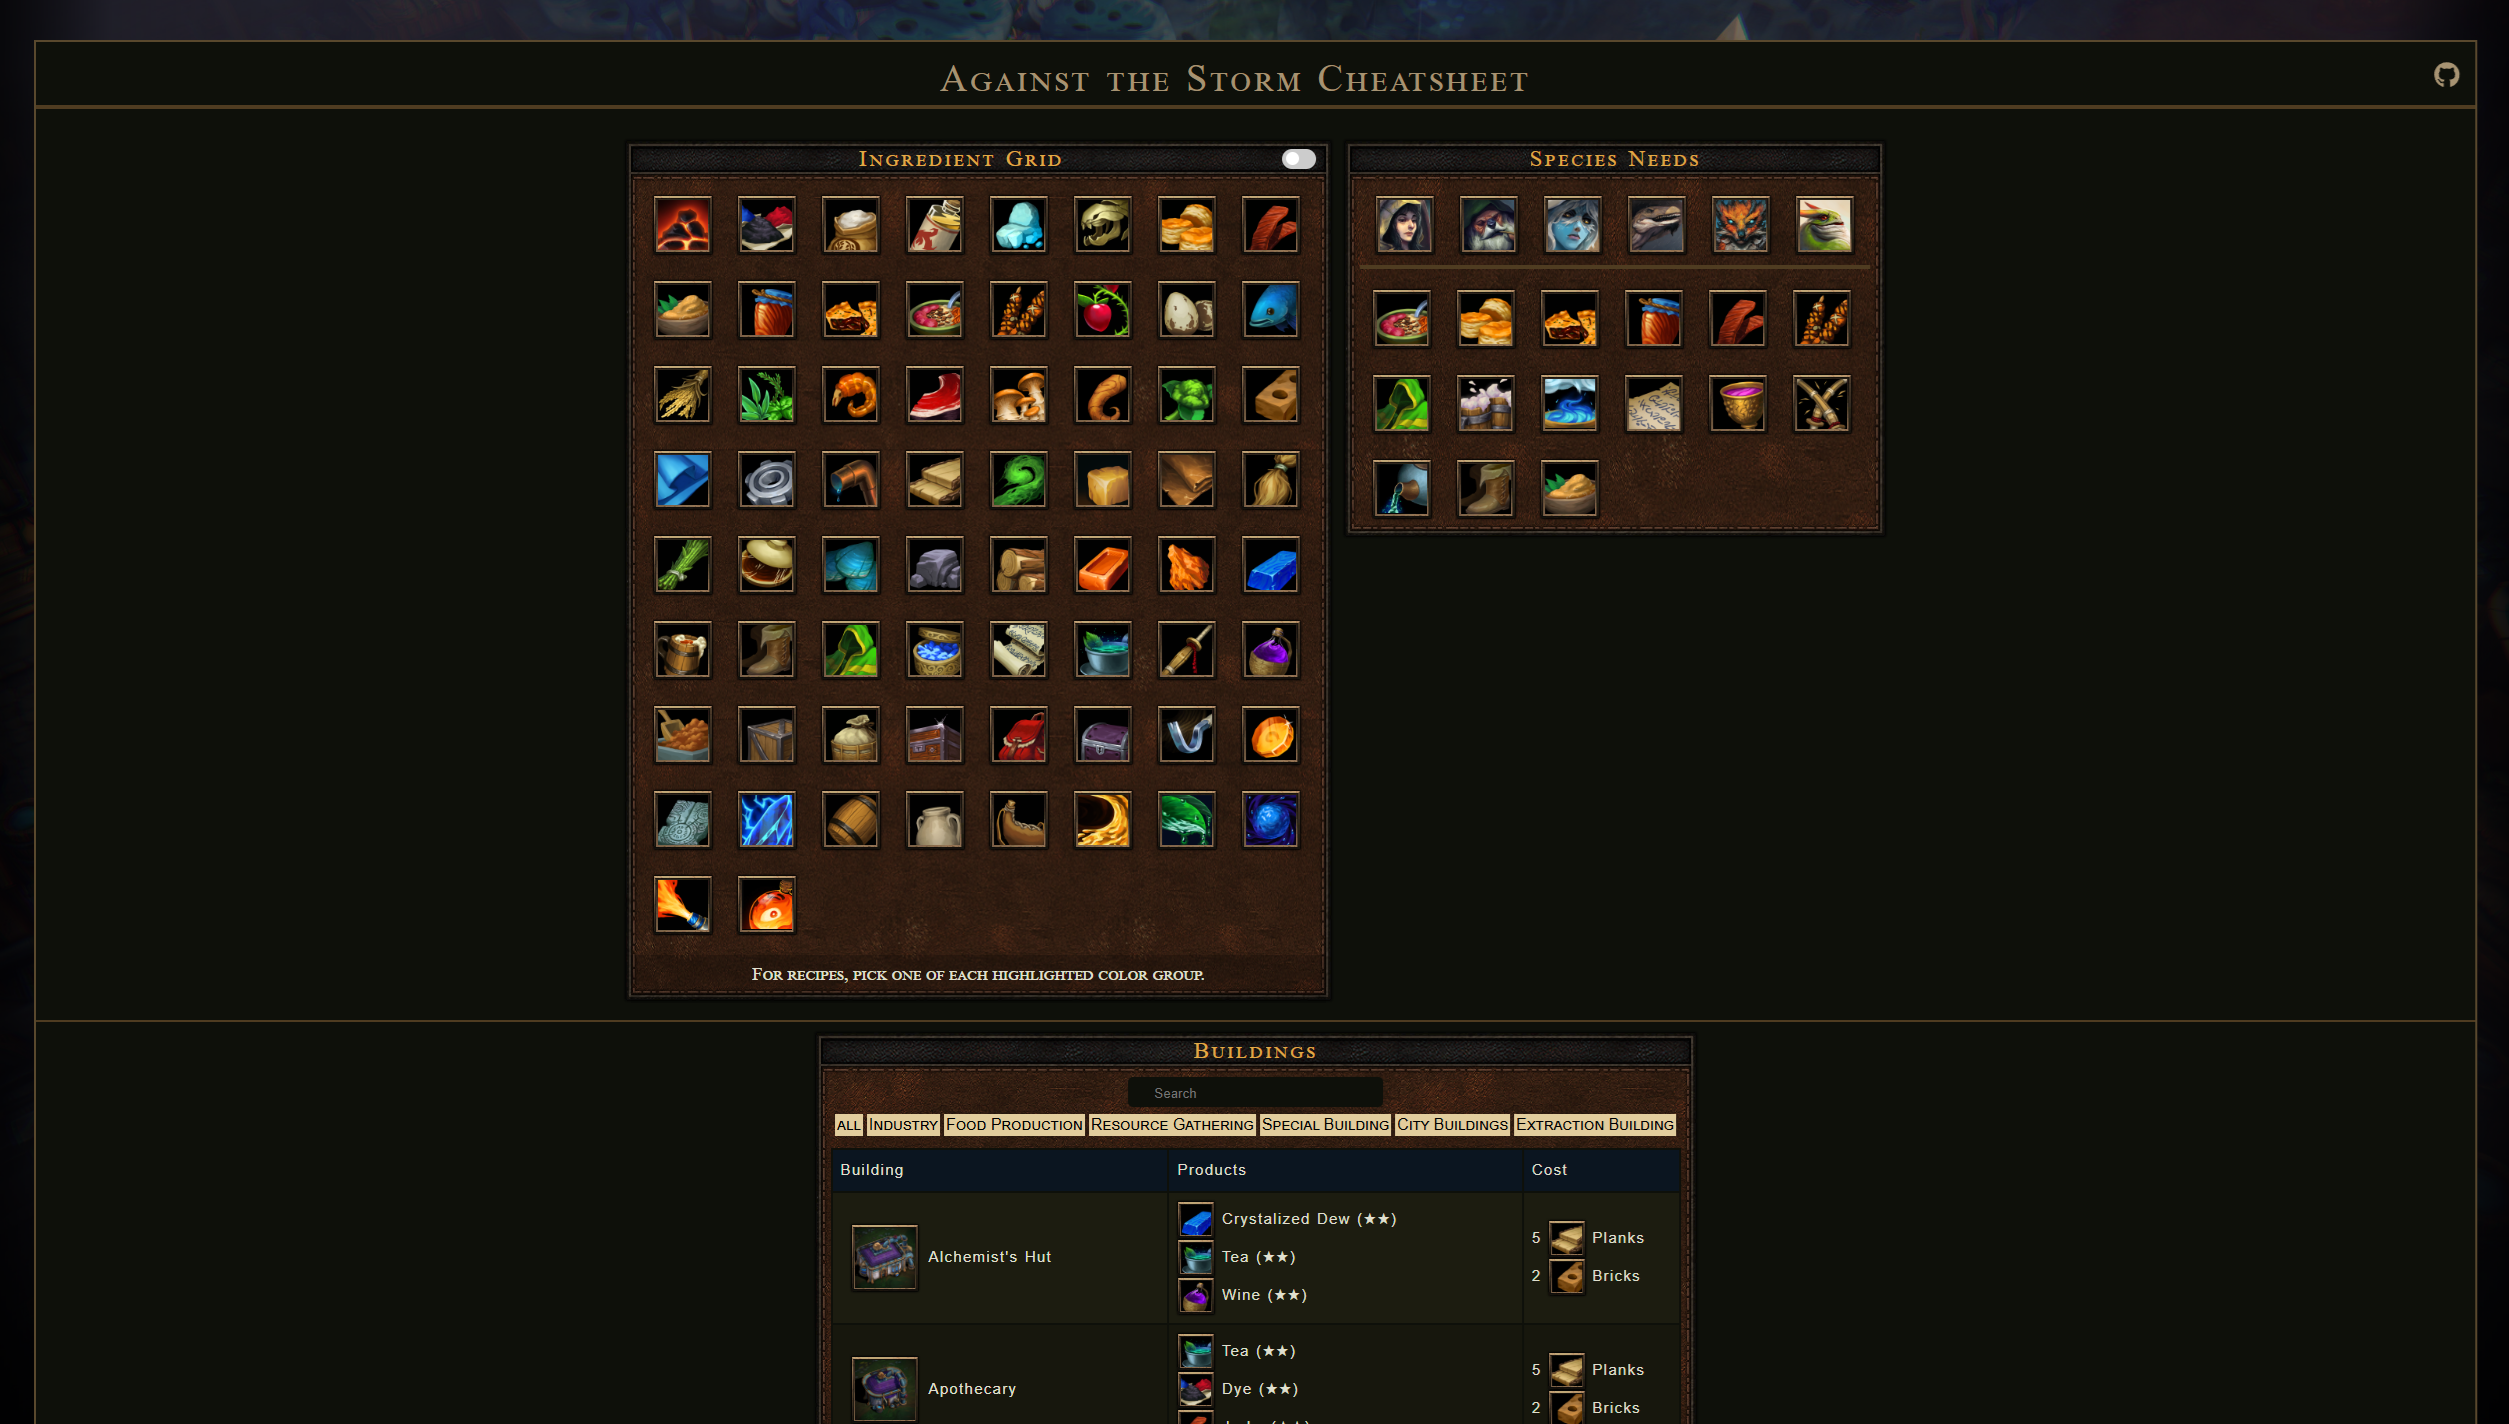 Against the Storm Cheatsheet
Ingredient Grid
Species Needs
For recipes, pick one of each highlighted color group.
Buildings
Search
All Industry Food Production Resource Gathering Special Building City Buildings Extraction Building
Building Products Cost
Alchemist's Hut
Crystalized Dew (★★)
Tea (★★)
Wine (★★)
5 Planks
2 Bricks
Apothecary
Tea (★★)
Dye (★★)
5 Planks
2 Bricks